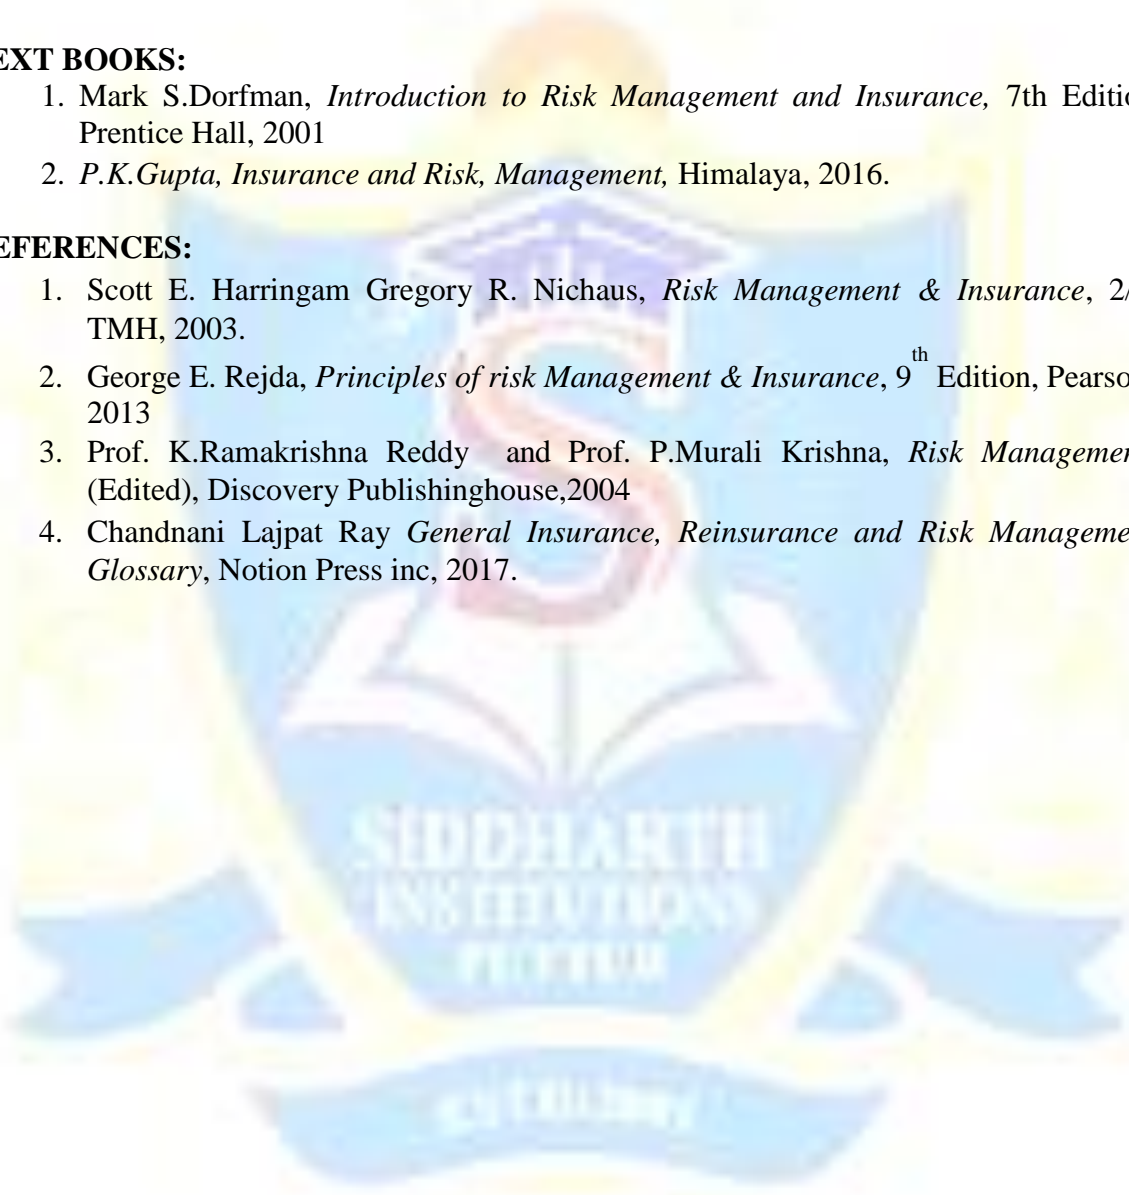 EXT BOOKS:
1. Mark S.Dorfman, Introduction to Risk Management and Insurance, 7th Editio
Prentice Hall, 2001
2. P.K.Gupta, Insurance and Risk, Management, Himalaya, 2016.
EFERENCES:
1. Scott E. Harringam Gregory R. Nichaus, Risk Management & Insurance, 2/
TMH, 2003.
2. George E. Rejda, Principles of risk Management & Insurance, 9th Edition, Pearso
2013
3. Prof. K.Ramakrishna Reddy and Prof. P.Murali Krishna, Risk Managemen
(Edited), Discovery Publishinghouse,2004
4. Chandnani Lajpat Ray General Insurance, Reinsurance and Risk Manageme
Glossary, Notion Press inc, 2017.
S
SIDDHARTH
INSTITUTIONS
PUTTUR